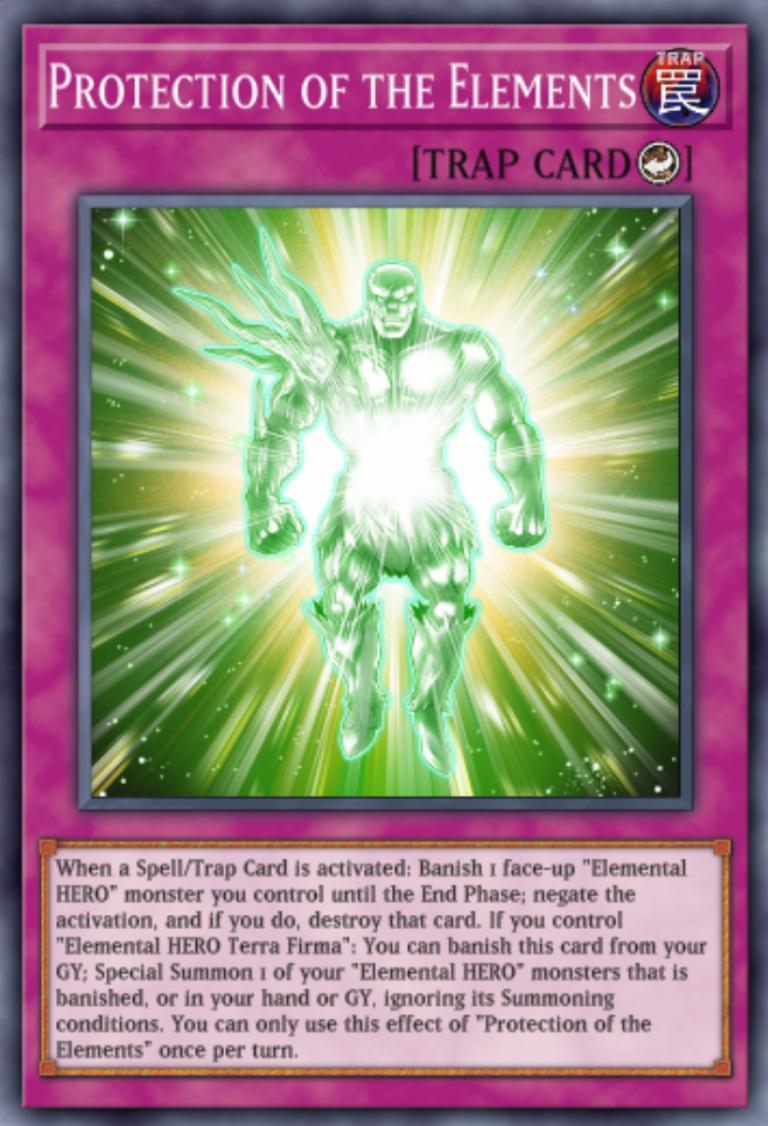 PROTECTION OF THE ELEMENTS
TRAP
罠
[TRAP CARD]
When a Spell/Trap Card is activated: Banish 1 face-up "Elemental
HERO" monster you control until the End Phase; negate the
activation, and if you do, destroy that card. If you control
"Elemental HERO Terra Firma": You can banish this card from your
GY; Special Summon 1 of your "Elemental HERO" monsters that is
banished, or in your hand or GY, ignoring its Summoning
conditions. You can only use this effect of "Protection of the
Elements" once per turn.